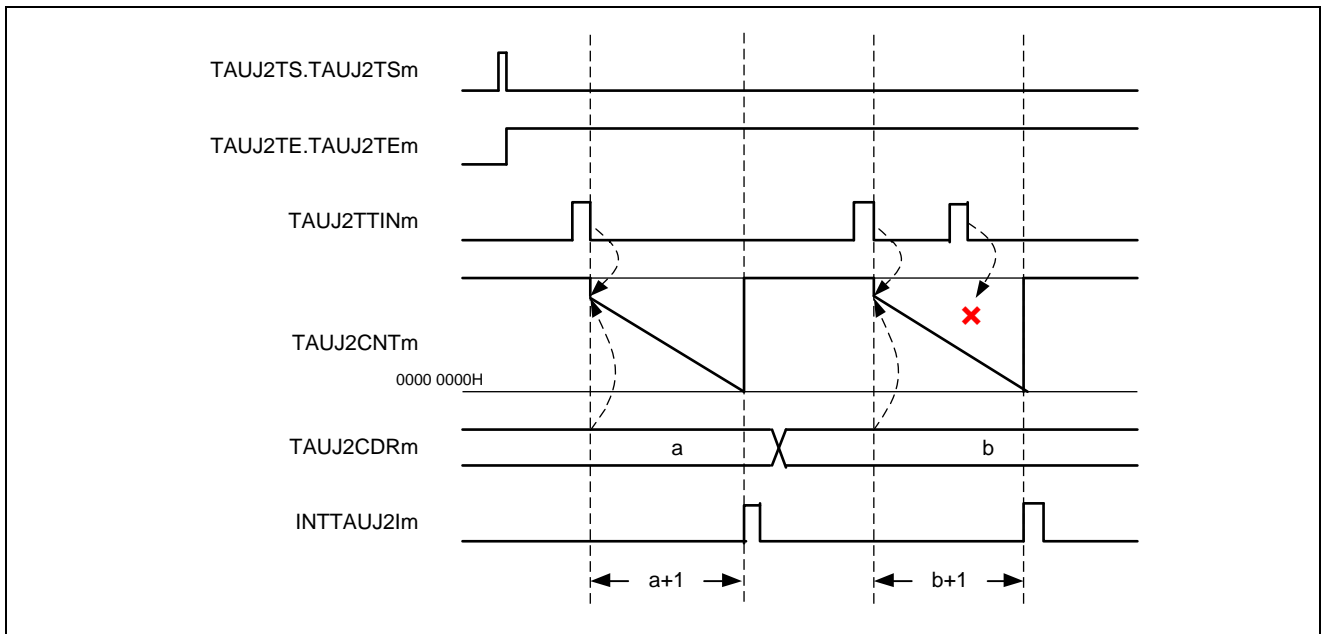 TAUJ2TS.TAUJ2TSm
TAUJ2TE.TAUJ2TEm
TAUJ2TTINm
TAUJ2CNTm
0000 0000H
TAUJ2CDRm
a
b
INTTAUJ2Im
a+1
b+1